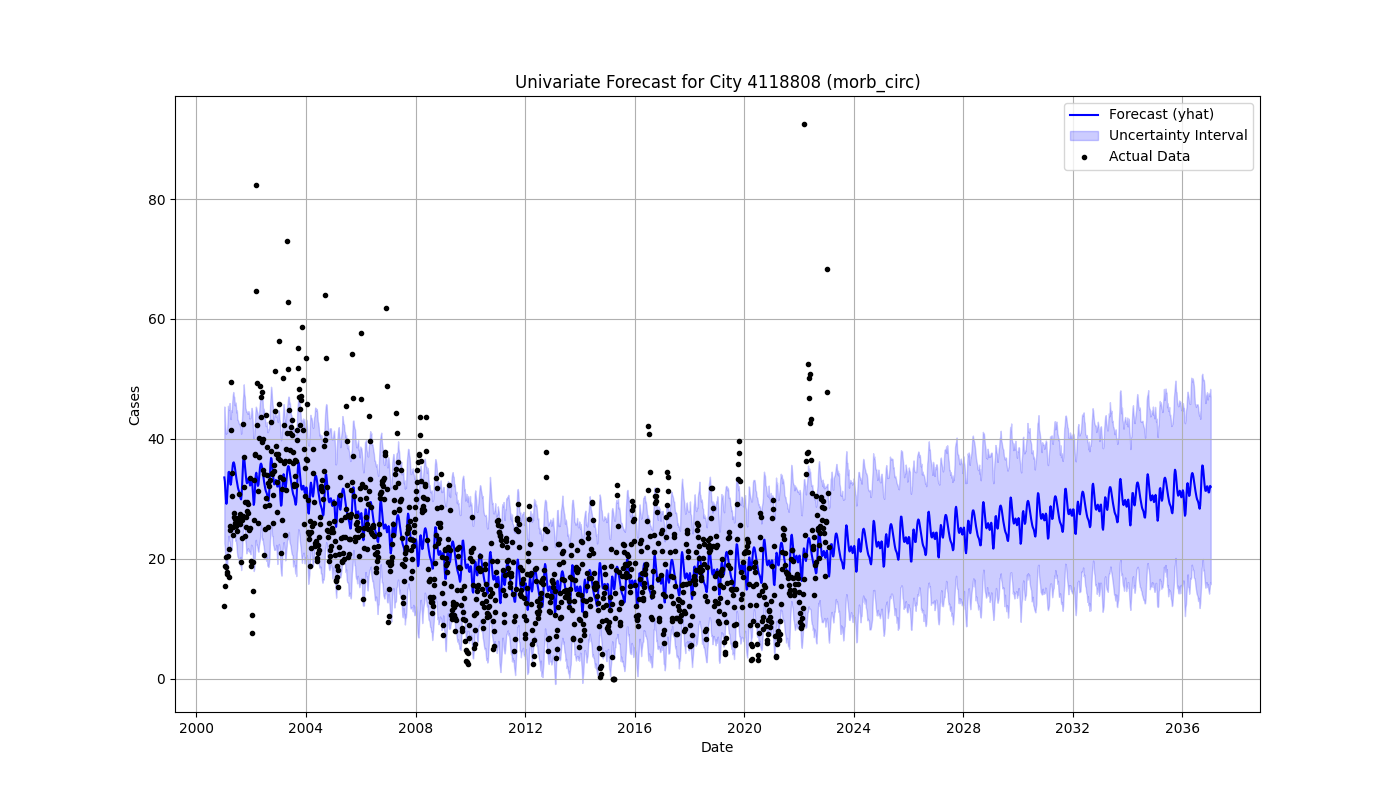 Univariate Forecast for City 4118808 (morb_circ)
Forecast (yhat)
Uncertainty Interval
Actual Data
80
60
40
20
0
Cases
2000 2004 2008 2012 2016 2020 2024 2028 2032 2036
Date